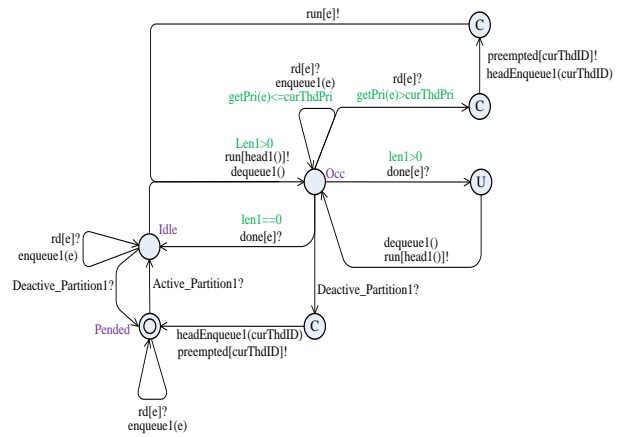 run[e]!
C
preempted[curThdID]!
headEnqueue1(curThdID)
rd[e]?
enqueue1(e)
getPri(e)<=curThdPri
rd[e]?
getPri(e)>curThdPri
C
Len1>0
run[head1()]!
dequeue1()
Occ
len1>0
done[e]?
U
Idle
len1==0
done[e]?
rd[e]?
enqueue1(e)
dequeue1()
run[head1()]!
Deactive_Partition1?
Active_Partition1?
Deactive_Partition1?
Pended
C
headEnqueue1(curThdID)
preempted[curThdID]!
rd[e]?
enqueue1(e)